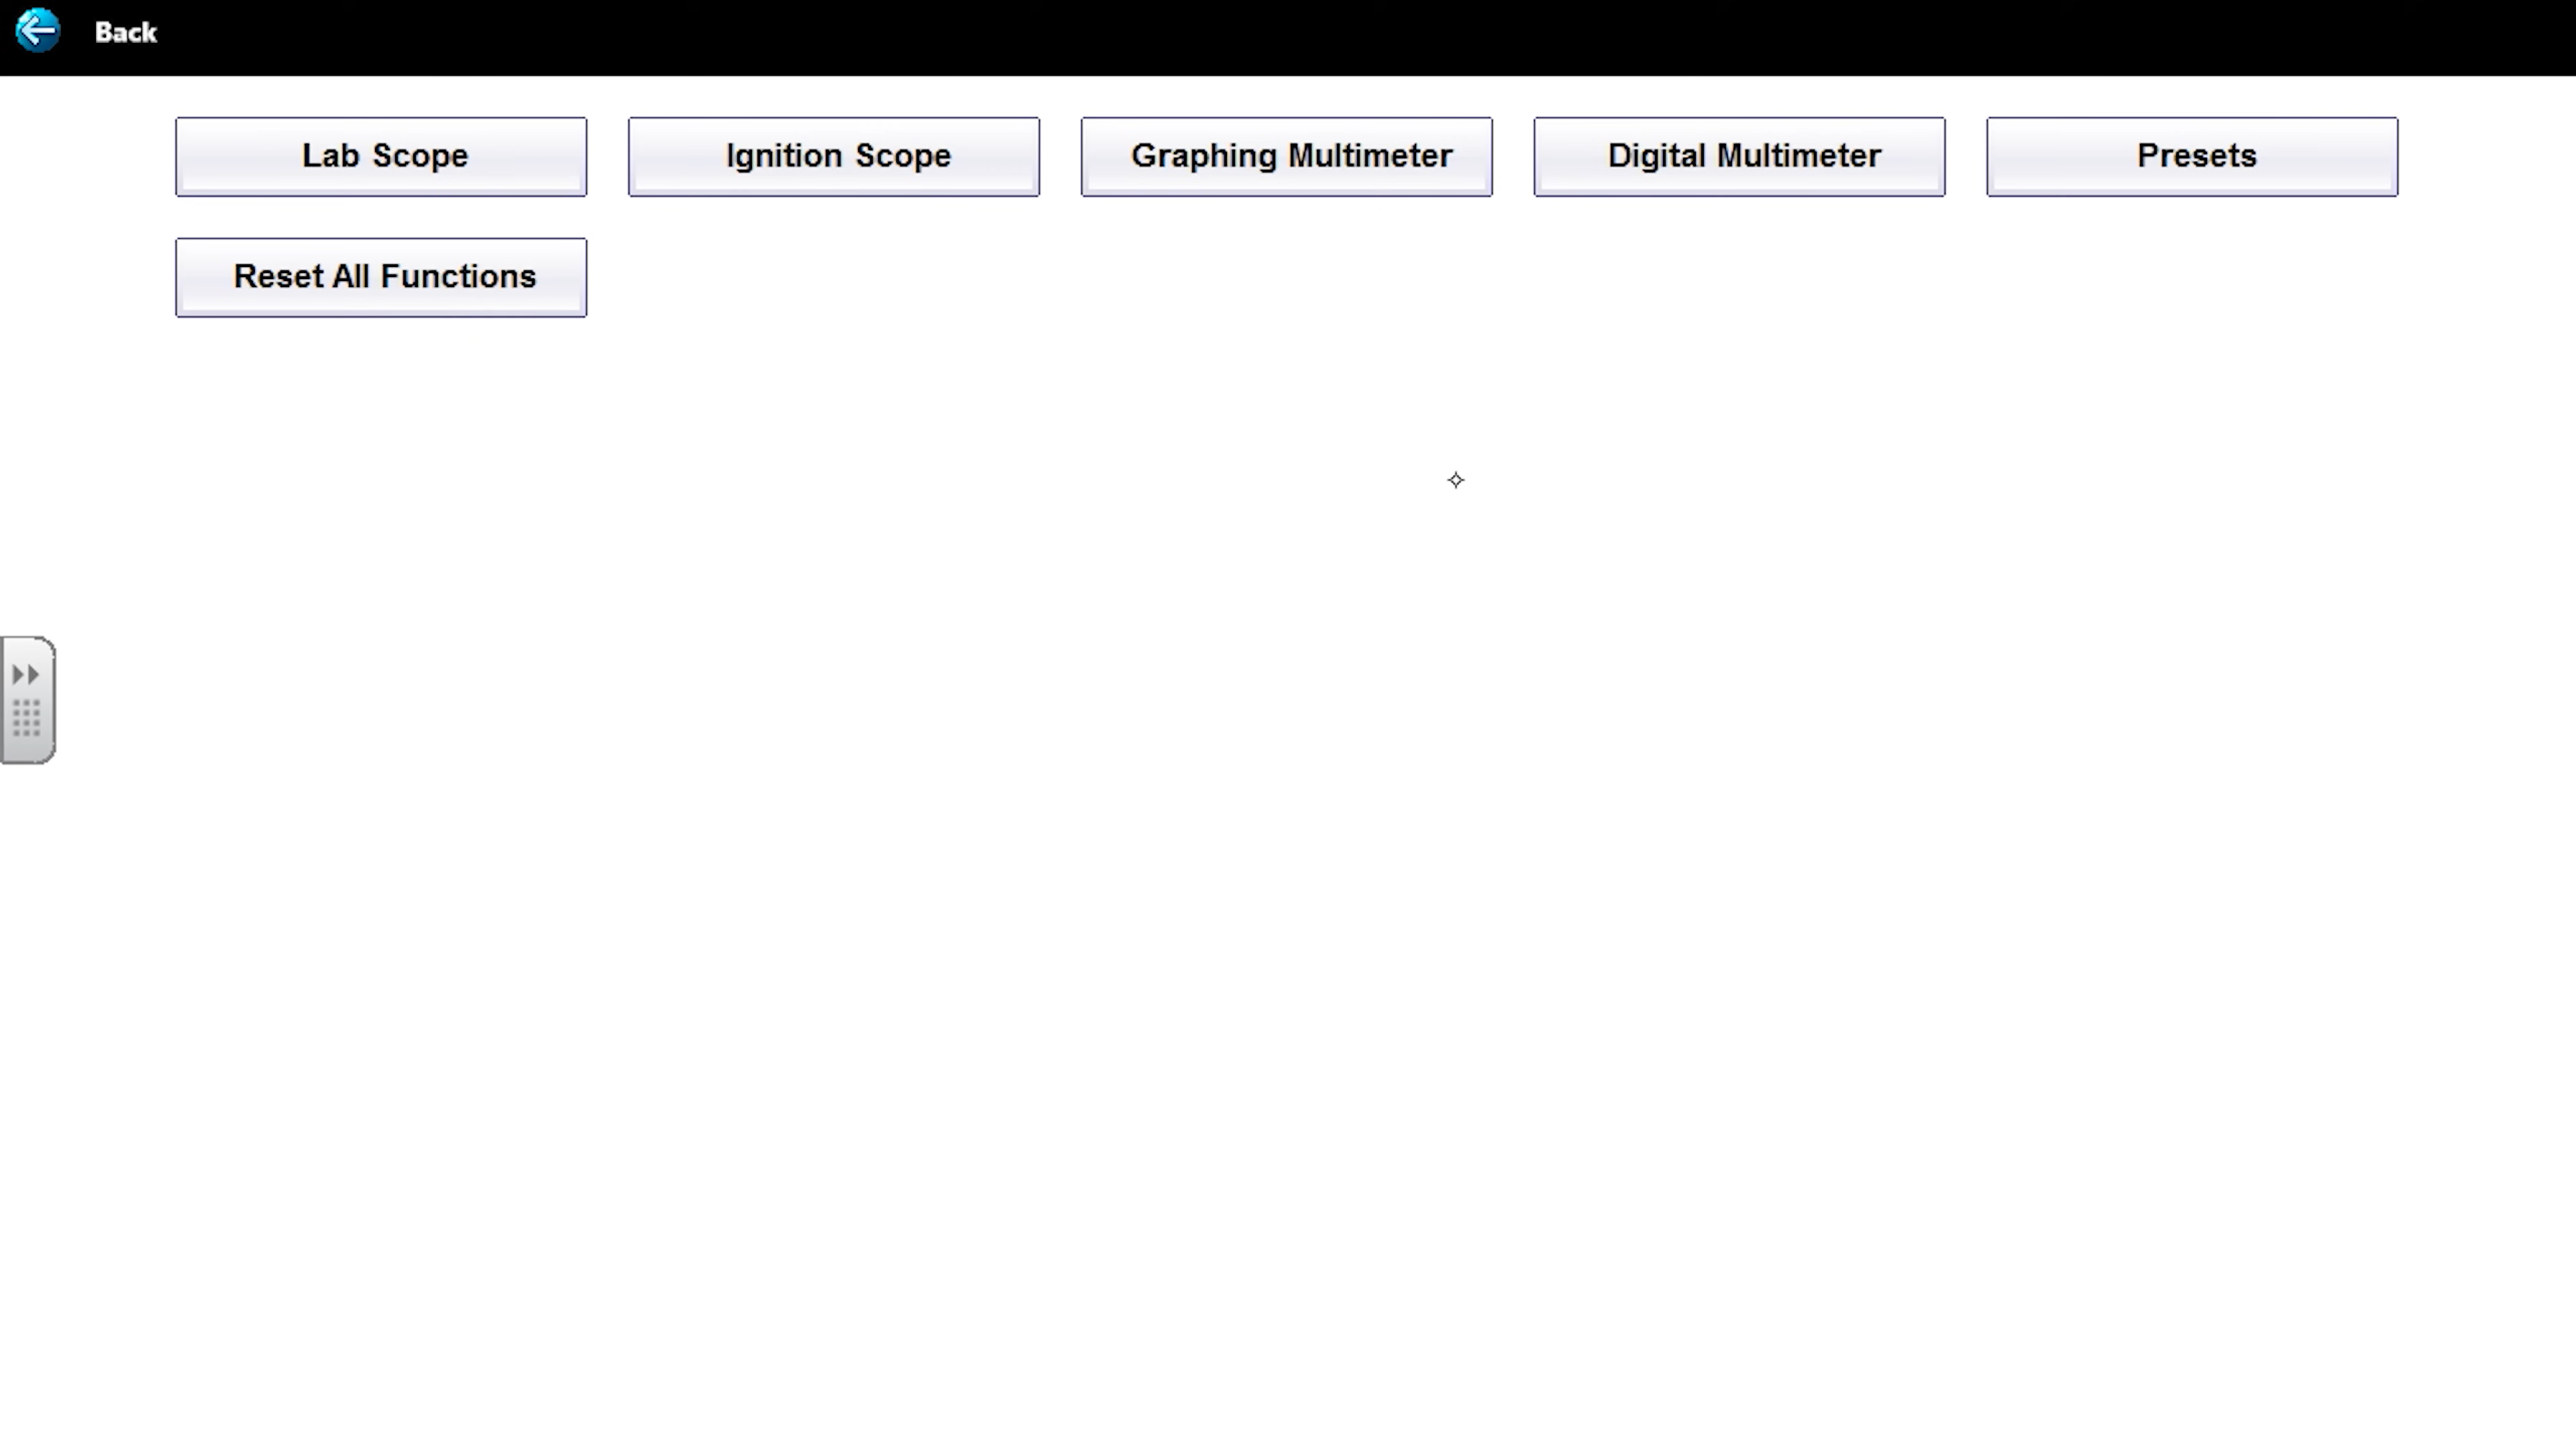 Back
Lab Scope
Ignition Scope
Graphing Multimeter
Digital Multimeter
Presets
Reset All Functions